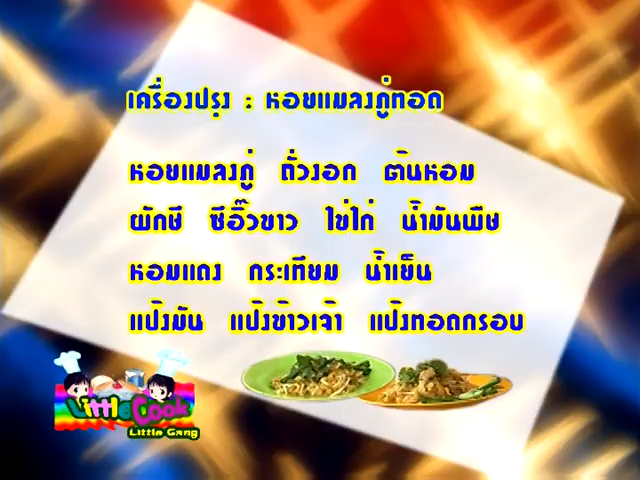 เครื่องปรุง : หอยแมลงภู่ทอด
หอยแมลงภู่ ถั่วงอก ต้นหอม
ผักชี ซีอิ๊วขาว ไข่ไก่ น้ำมันพืช
หอมแดง กระเทียม น้ำเย็น
แป้งมัน แป้งข้าวเจ้า แป้งทอดกรอบ
Little Cook
Little Gang